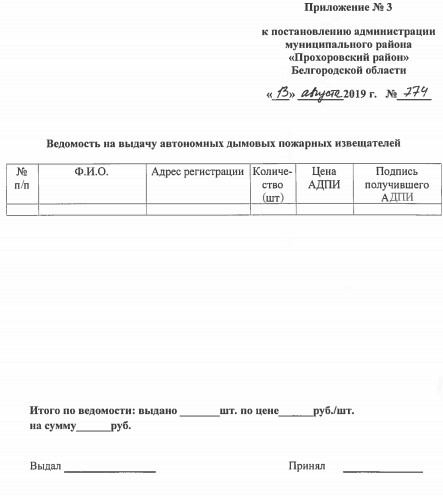 Приложение № 3
к постановлению администрации
муниципального района
«Прохоровский район»
Белгородской области
«13» августа 2019 г. № 774
Ведомость на выдачу автономных дымовых пожарных извещателей
№ п/п Ф.И.О. Адрес регистрации Количе-ство (шт) Цена АДПИ Подпись получившего АДПИ
Итого по ведомости: выдано _______шт. по цене______руб./шт.
на сумму______руб.
Выдал _______________ Принял _____________